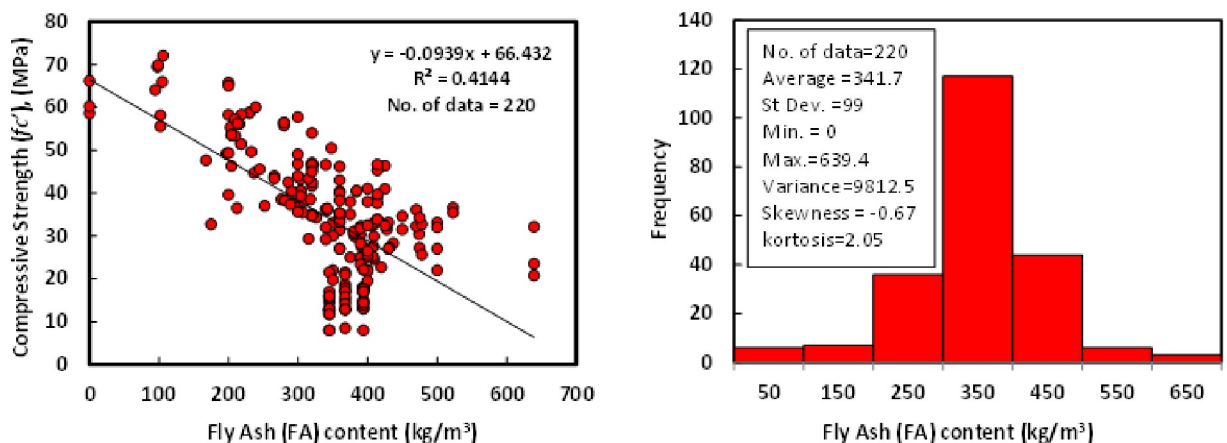 80
70
60
50
40
30
20
10
0
Compressive Strength (fc'), (MPa)
y = -0.0939x + 66.432
R² = 0.4144
No. of data = 220
0 100 200 300 400 500 600 700
Fly Ash (FA) content (kg/m³)
140
120
100
80
60
40
20
0
Frequency
No. of data=220
Average =341.7
St Dev. =99
Min. = 0
Max.=639.4
Variance=9812.5
Skewness = -0.67
kortosis=2.05
50 150 250 350 450 550 650
Fly Ash (FA) content (kg/m³)